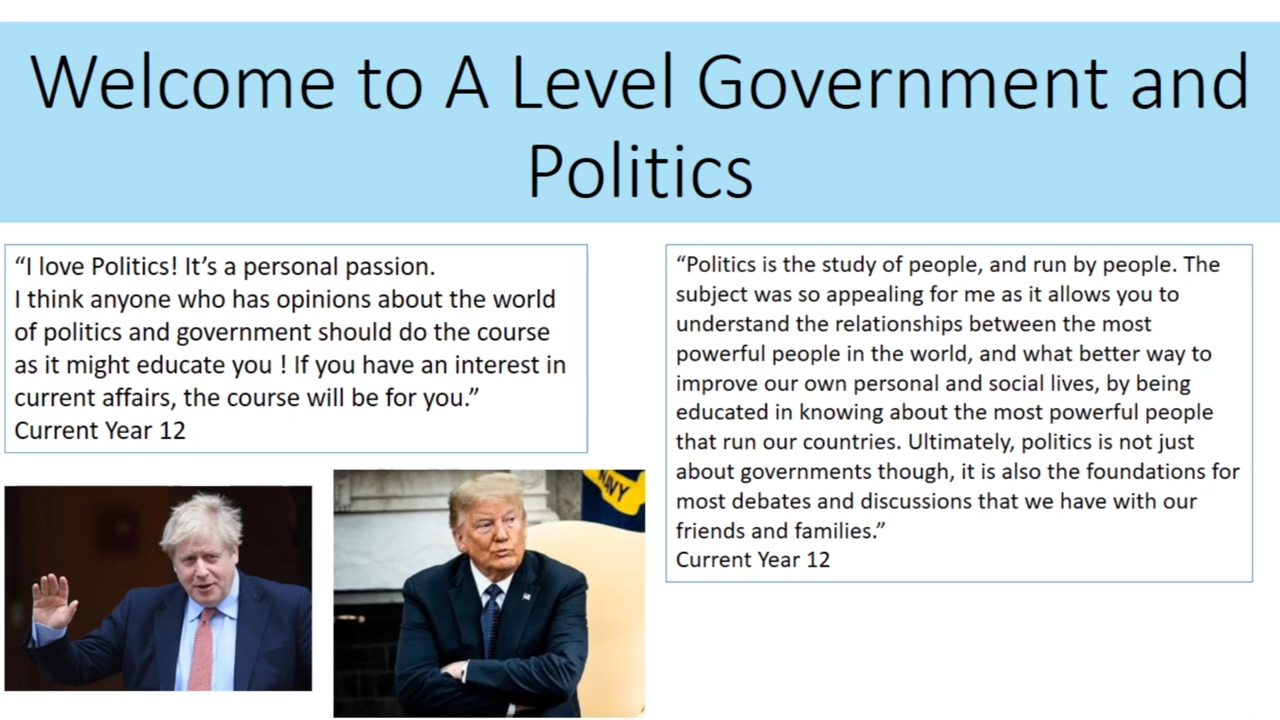 Welcome to A Level Government and
Politics
“I love Politics! It’s a personal passion.
I think anyone who has opinions about the world
of politics and government should do the course
as it might educate you ! If you have an interest in
current affairs, the course will be for you.”
Current Year 12
“Politics is the study of people, and run by people. The
subject was so appealing for me as it allows you to
understand the relationships between the most
powerful people in the world, and what better way to
improve our own personal and social lives, by being
educated in knowing about the most powerful people
that run our countries. Ultimately, politics is not just
about governments though, it is also the foundations for
most debates and discussions that we have with our
friends and families.”
Current Year 12
NAVY